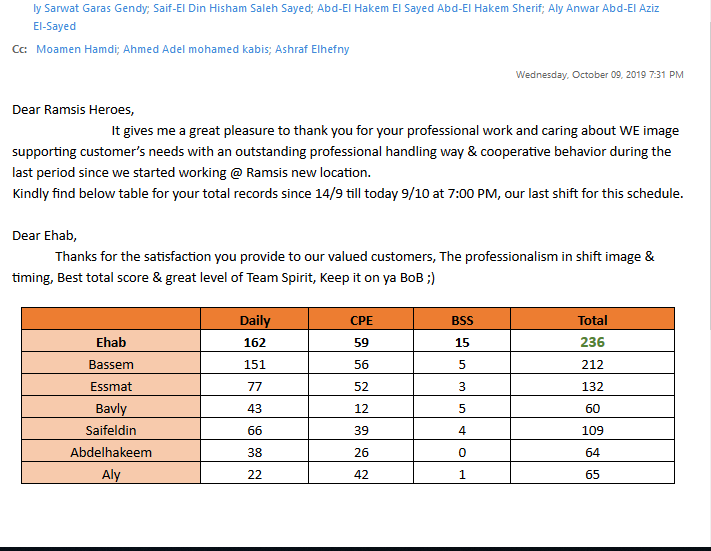 ly Sarwat Garas Gendy; Saif-El Din Hisham Saleh Sayed; Abd-El Hakem El Sayed Abd-El Hakem Sherif; Aly Anwar Abd-El Aziz
El-Sayed
Cc: Moamen Hamdi; Ahmed Adel mohamed kabis; Ashraf Elhefny
Wednesday, October 09, 2019 7:31 PM
Dear Ramsis Heroes,
It gives me a great pleasure to thank you for your professional work and caring about WE image
supporting customer's needs with an outstanding professional handling way & cooperative behavior during the
last period since we started working @ Ramsis new location.
Kindly find below table for your total records since 14/9 till today 9/10 at 7:00 PM, our last shift for this schedule.
Dear Ehab,
Thanks for the satisfaction you provide to our valued customers, The professionalism in shift image &
timing, Best total score & great level of Team Spirit, Keep it on ya BoB ;)
Daily CPE BSS Total
Ehab 162 59 15 236
Bassem 151 56 5 212
Essmat 77 52 3 132
Bavly 43 12 5 60
Saifeldin 66 39 4 109
Abdelhakeem 38 26 0 64
Aly 22 42 1 65